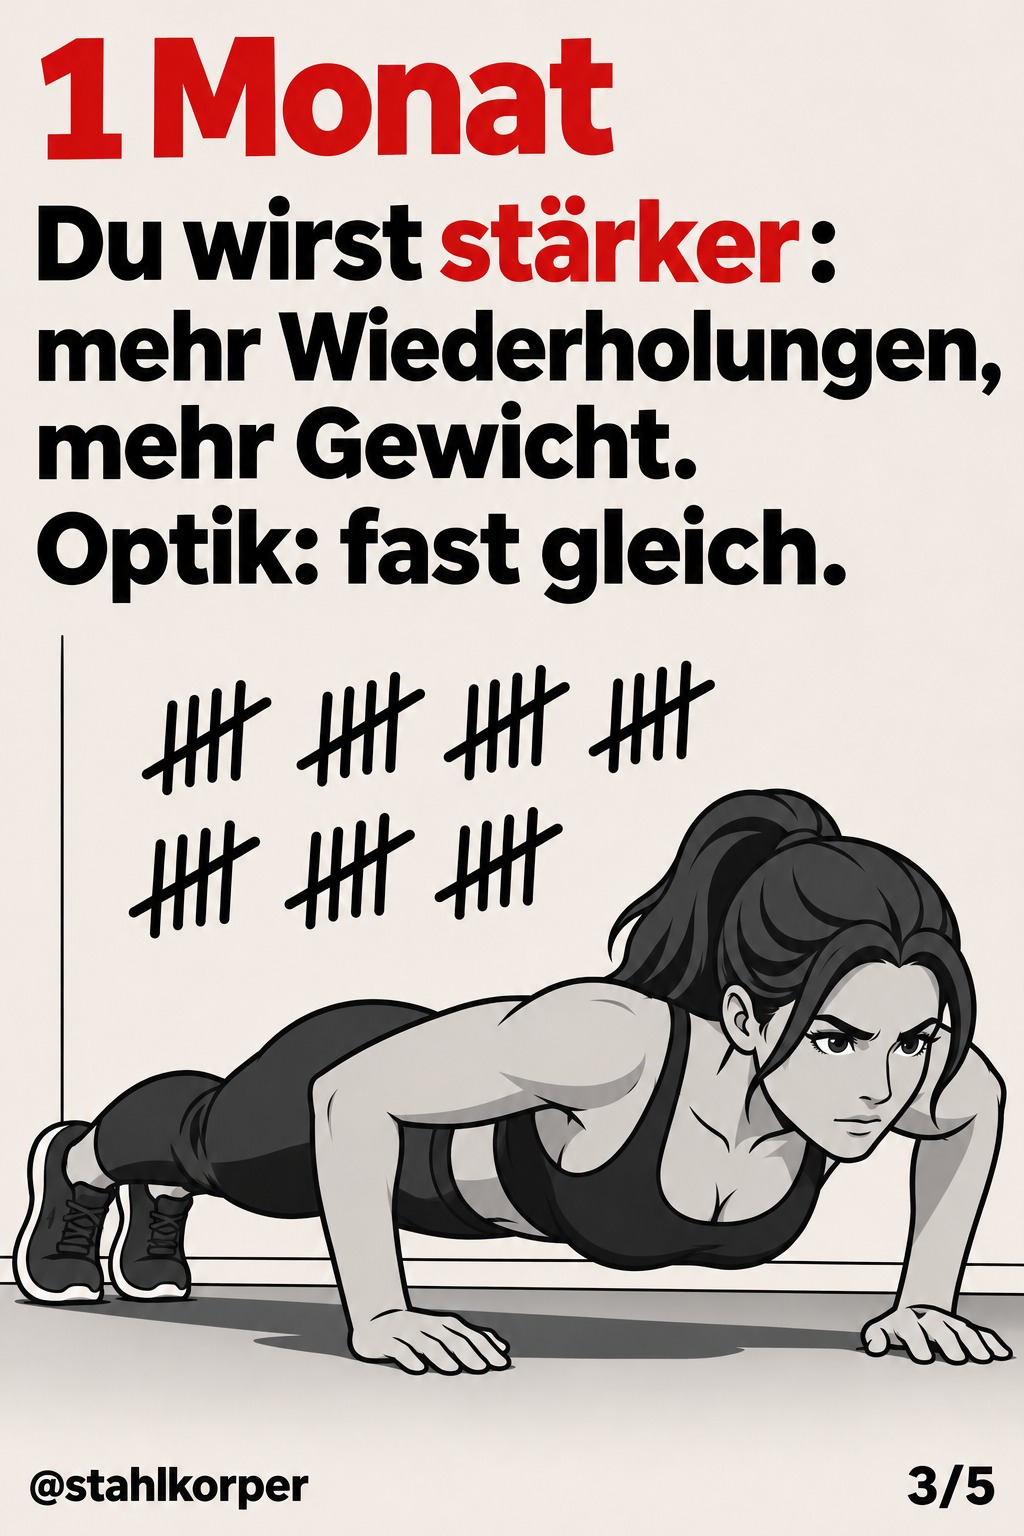 1 Monat
Du wirst stärker:
mehr Wiederholungen,
mehr Gewicht.
Optik: fast gleich.
@stahlkorper
3/5